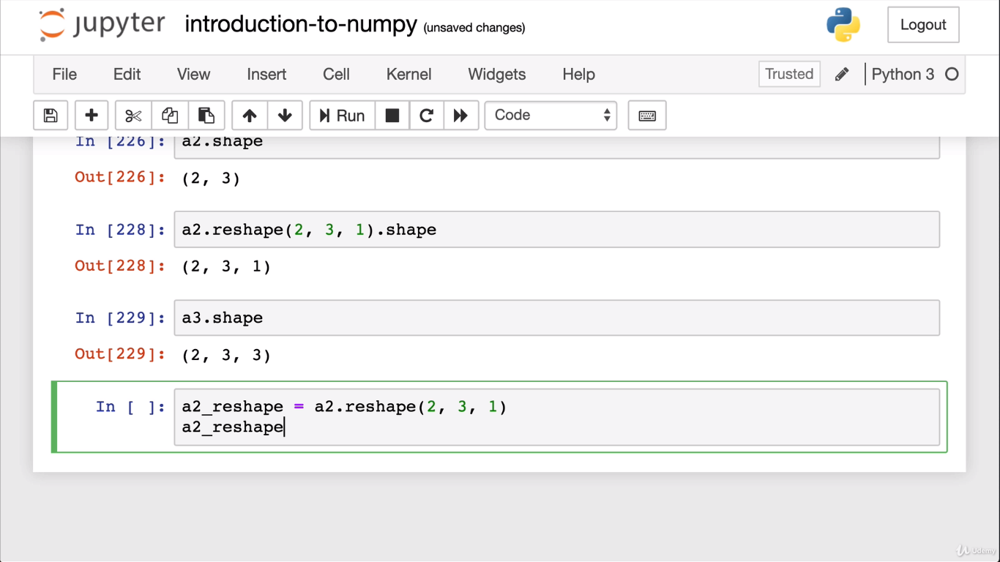 jupyter introduction-to-numpy (unsaved changes) Logout
File Edit View Insert Cell Kernel Widgets Help Trusted Python 3
Run Code
In [226]: a2.shape
Out[226]: (2, 3)
In [228]: a2.reshape(2, 3, 1).shape
Out[228]: (2, 3, 1)
In [229]: a3.shape
Out[229]: (2, 3, 3)
In [ ]: a2_reshape = a2.reshape(2, 3, 1)
a2_reshape
Udemy